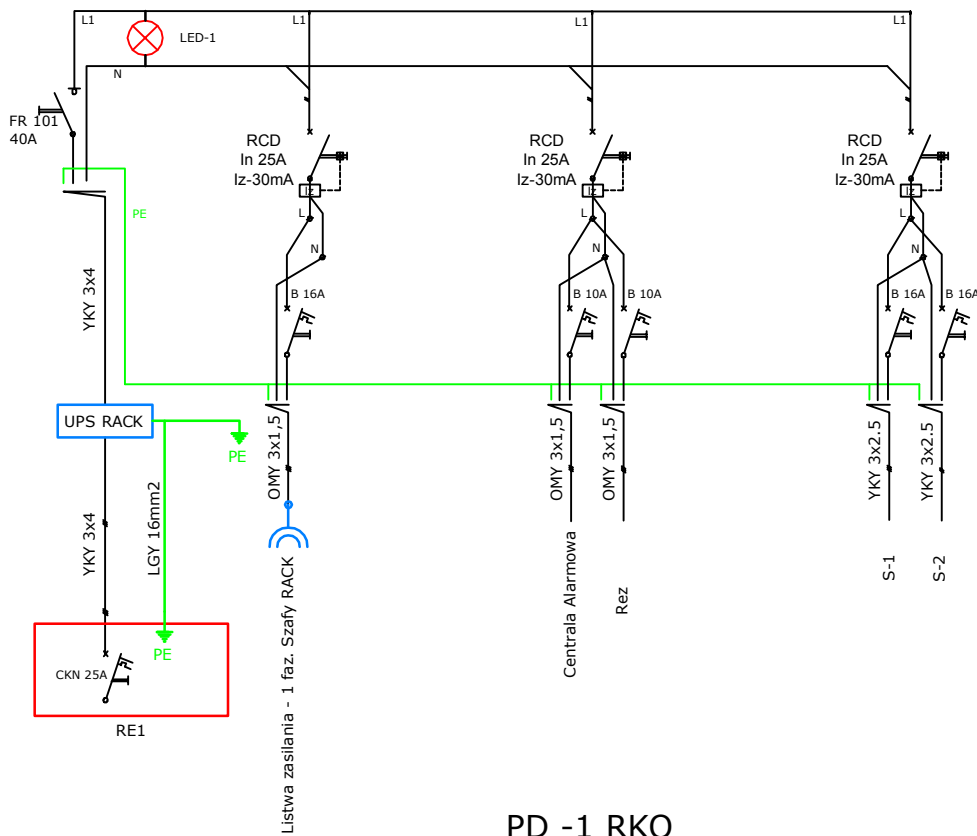 L1
LED-1
N
L1
L1
L1
FR 101
40A
RCD
In 25A
Iz-30mA
RCD
In 25A
Iz-30mA
RCD
In 25A
Iz-30mA
Iz
Iz
Iz
PE
L
N
L
N
L
N
YKY 3x4
B 16A
B 10A
B 10A
B 16A
B 16A
UPS RACK
PE
OMY 3x1,5
OMY 3x1,5
OMY 3x1,5
YKY 3x2.5
YKY 3x2.5
YKY 3x4
LGY 16mm2
Listwa zasilania - 1 faz. Szafy RACK
Centrala Alarmowa
Rez
S-1
S-2
PE
CKN 25A
RE1
PD -1 RKO